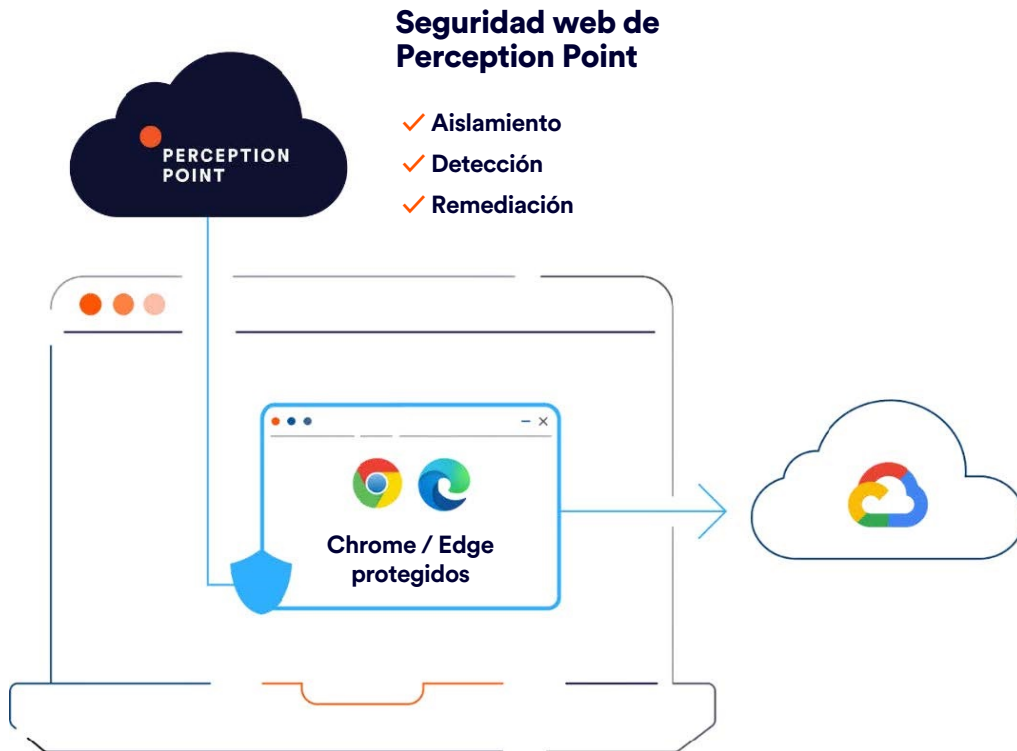 Seguridad web de
Perception Point
Aislamiento
Detección
Remediación
PERCEPTION
POINT
Chrome / Edge
protegidos